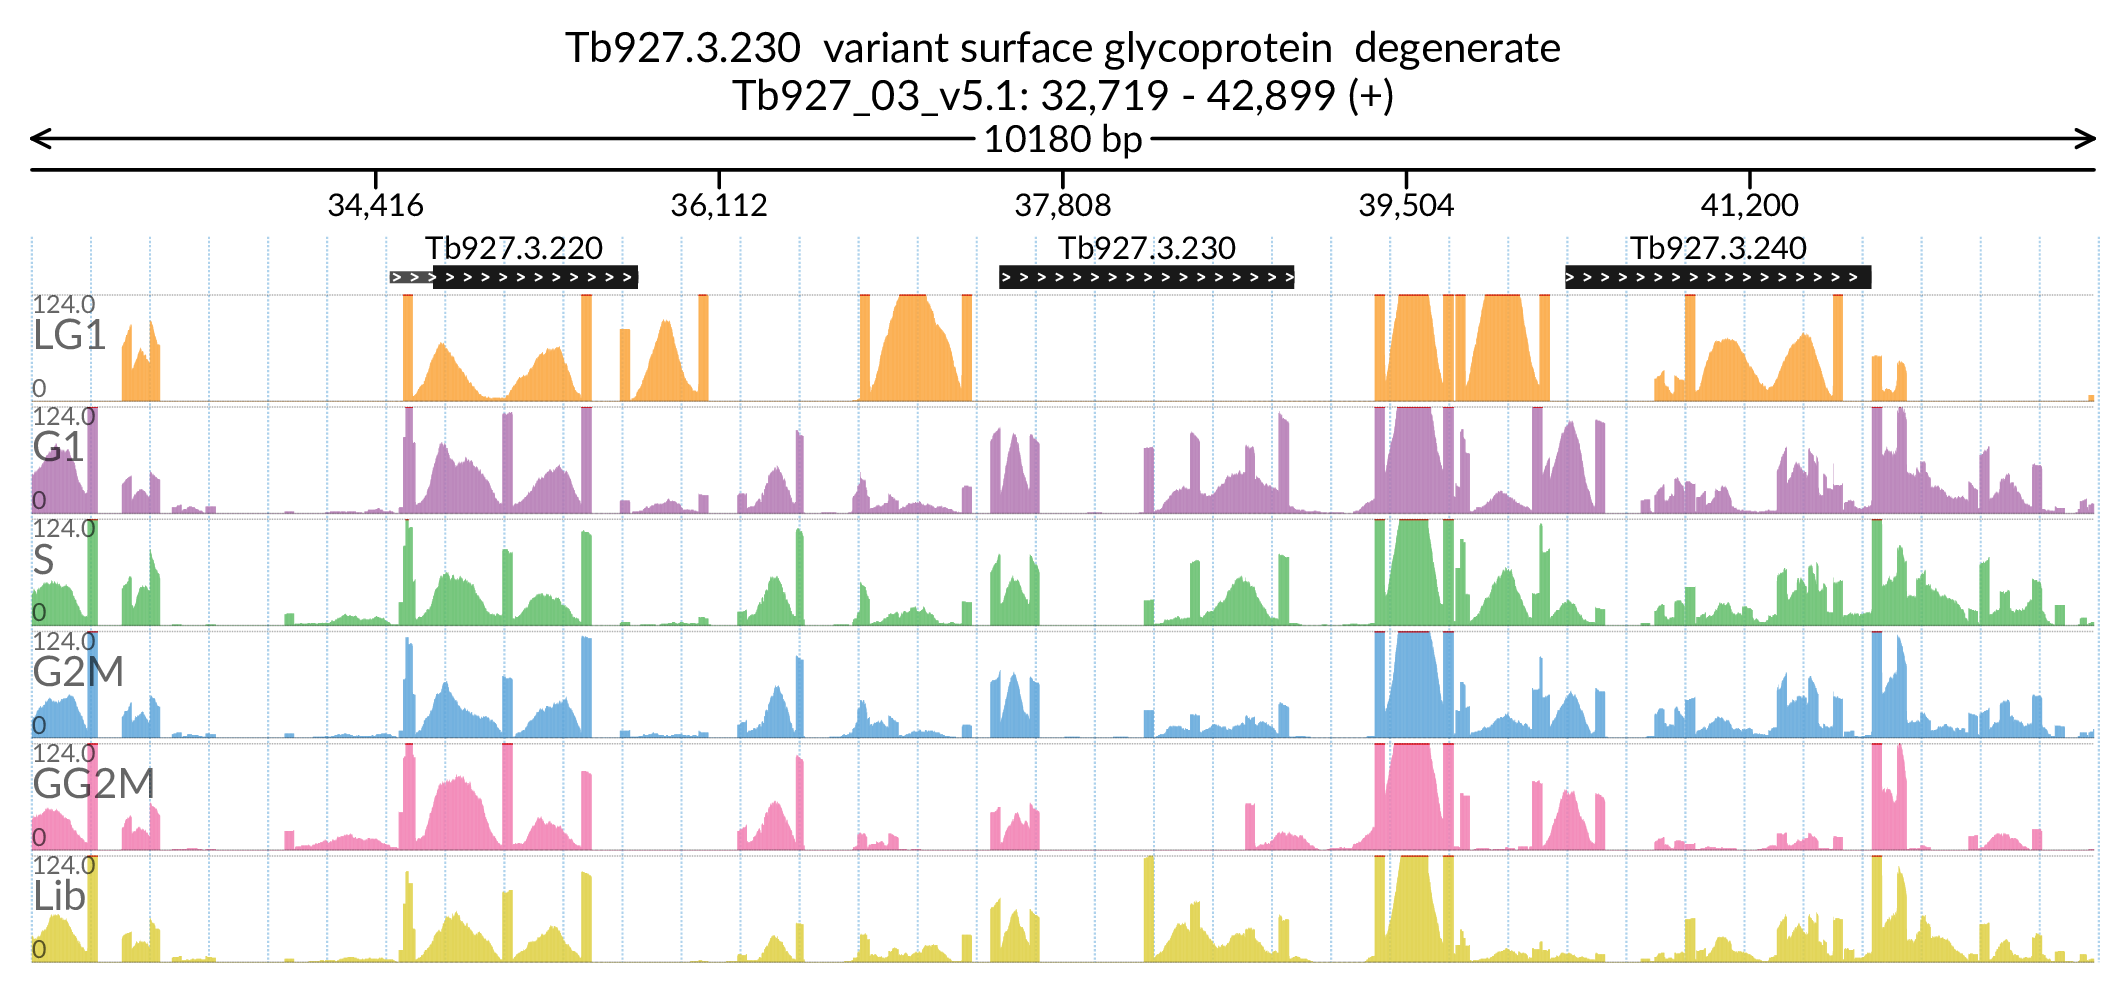 Tb927.3.230 variant surface glycoprotein degenerate
Tb927_03_v5.1: 32,719 - 42,899 (+)
10180 bp
34,416 36,112 37,808 39,504 41,200
Tb927.3.220 Tb927.3.230 Tb927.3.240
124.0
LG1
0
124.0
G1
0
124.0
S
0
124.0
G2M
0
124.0
GG2M
0
124.0
Lib
0